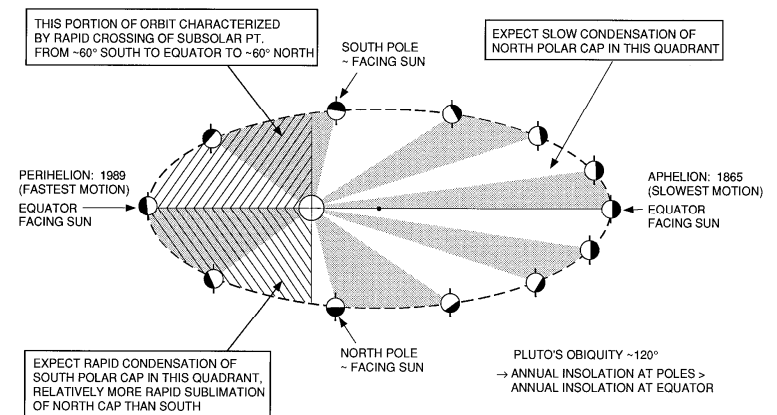 THIS PORTION OF ORBIT CHARACTERIZED
BY RAPID CROSSING OF SUBSOLAR PT.
FROM ~60° SOUTH TO EQUATOR TO ~60° NORTH
SOUTH POLE
~ FACING SUN
EXPECT SLOW CONDENSATION OF
NORTH POLAR CAP IN THIS QUADRANT
PERIHELION: 1989
(FASTEST MOTION)
EQUATOR
FACING SUN
APHELION: 1865
(SLOWEST MOTION)
EQUATOR
FACING SUN
EXPECT RAPID CONDENSATION OF
SOUTH POLAR CAP IN THIS QUADRANT,
RELATIVELY MORE RAPID SUBLIMATION
OF NORTH CAP THAN SOUTH
NORTH POLE
~ FACING SUN
PLUTO'S OBIQUITY ~120°
→ ANNUAL INSOLATION AT POLES >
ANNUAL INSOLATION AT EQUATOR